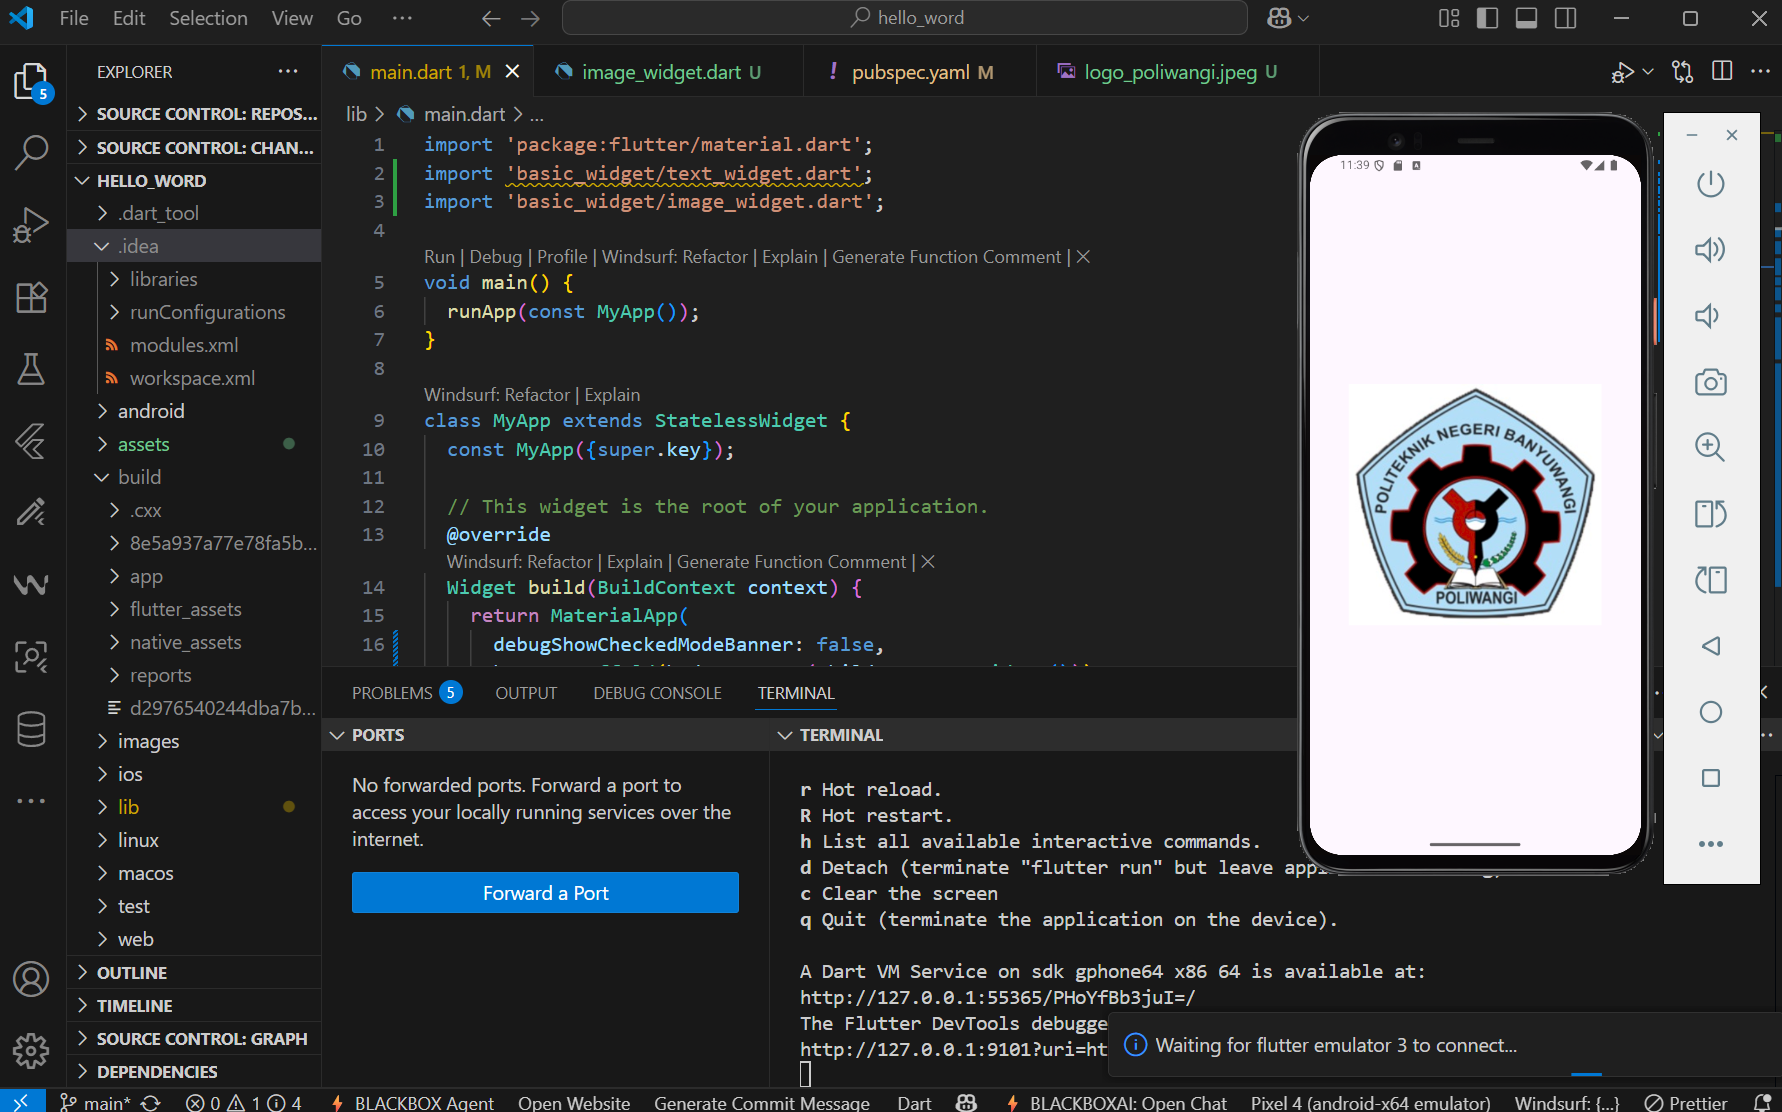 File Edit Selection View Go ··· hello_word
EXPLORER
SOURCE CONTROL: REPOS...
SOURCE CONTROL: CHAN...
HELLO_WORD
.dart_tool
.idea
libraries
runConfigurations
modules.xml
workspace.xml
android
assets
build
.cxx
8e5a937a77e78fa5b...
app
flutter_assets
native_assets
reports
d2976540244dba7b...
images
ios
lib
linux
macos
test
web
OUTLINE
TIMELINE
SOURCE CONTROL: GRAPH
DEPENDENCIES
5
main.dart 1, M image_widget.dart U ! pubspec.yaml M logo_poliwangi.jpeg U
lib > main.dart > ...
1 import 'package:flutter/material.dart';
2 import 'basic_widget/text_widget.dart';
3 import 'basic_widget/image_widget.dart';
4
Run | Debug | Profile | Windsurf: Refactor | Explain | Generate Function Comment | ×
5 void main() {
6 runApp(const MyApp());
7 }
8
Windsurf: Refactor | Explain
9 class MyApp extends StatelessWidget {
10 const MyApp({super.key});
11
12 // This widget is the root of your application.
13 @override
Windsurf: Refactor | Explain | Generate Function Comment | ×
14 Widget build(BuildContext context) {
15 return MaterialApp(
16 debugShowCheckedModeBanner: false,
PROBLEMS 5 OUTPUT DEBUG CONSOLE TERMINAL
PORTS
No forwarded ports. Forward a port to
access your locally running services over the
internet.
Forward a Port
TERMINAL
r Hot reload.
R Hot restart.
h List all available interactive commands.
d Detach (terminate "flutter run" but leave appl
c Clear the screen
q Quit (terminate the application on the device).
A Dart VM Service on sdk gphone64 x86 64 is available at:
http://127.0.0.1:55365/PHoYfBb3juI=/
The Flutter DevTools debugge
http://127.0.0.1:9101?uri=ht
11:39
POLITEKNIK NEGERI BANYUWANGI
POLIWANGI
Waiting for flutter emulator 3 to connect...
main* 0 1 4 BLACKBOX Agent Open Website Generate Commit Message Dart BLACKBOXAI: Open Chat Pixel 4 (android-x64 emulator) Windsurf: {...} Prettier